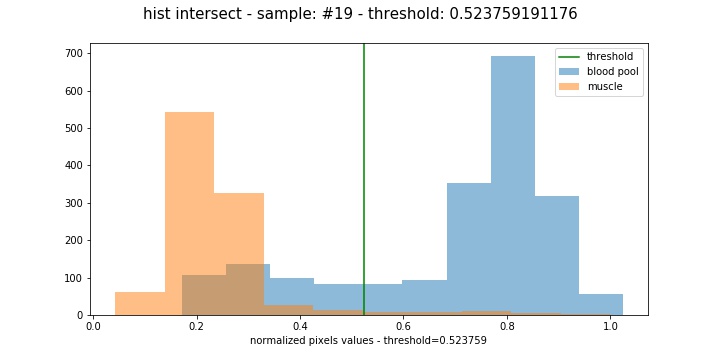 hist intersect - sample: #19 - threshold: 0.523759191176
700
600
500
400
300
200
100
0
threshold
blood pool
muscle
0.0 0.2 0.4 0.6 0.8 1.0
normalized pixels values - threshold=0.523759